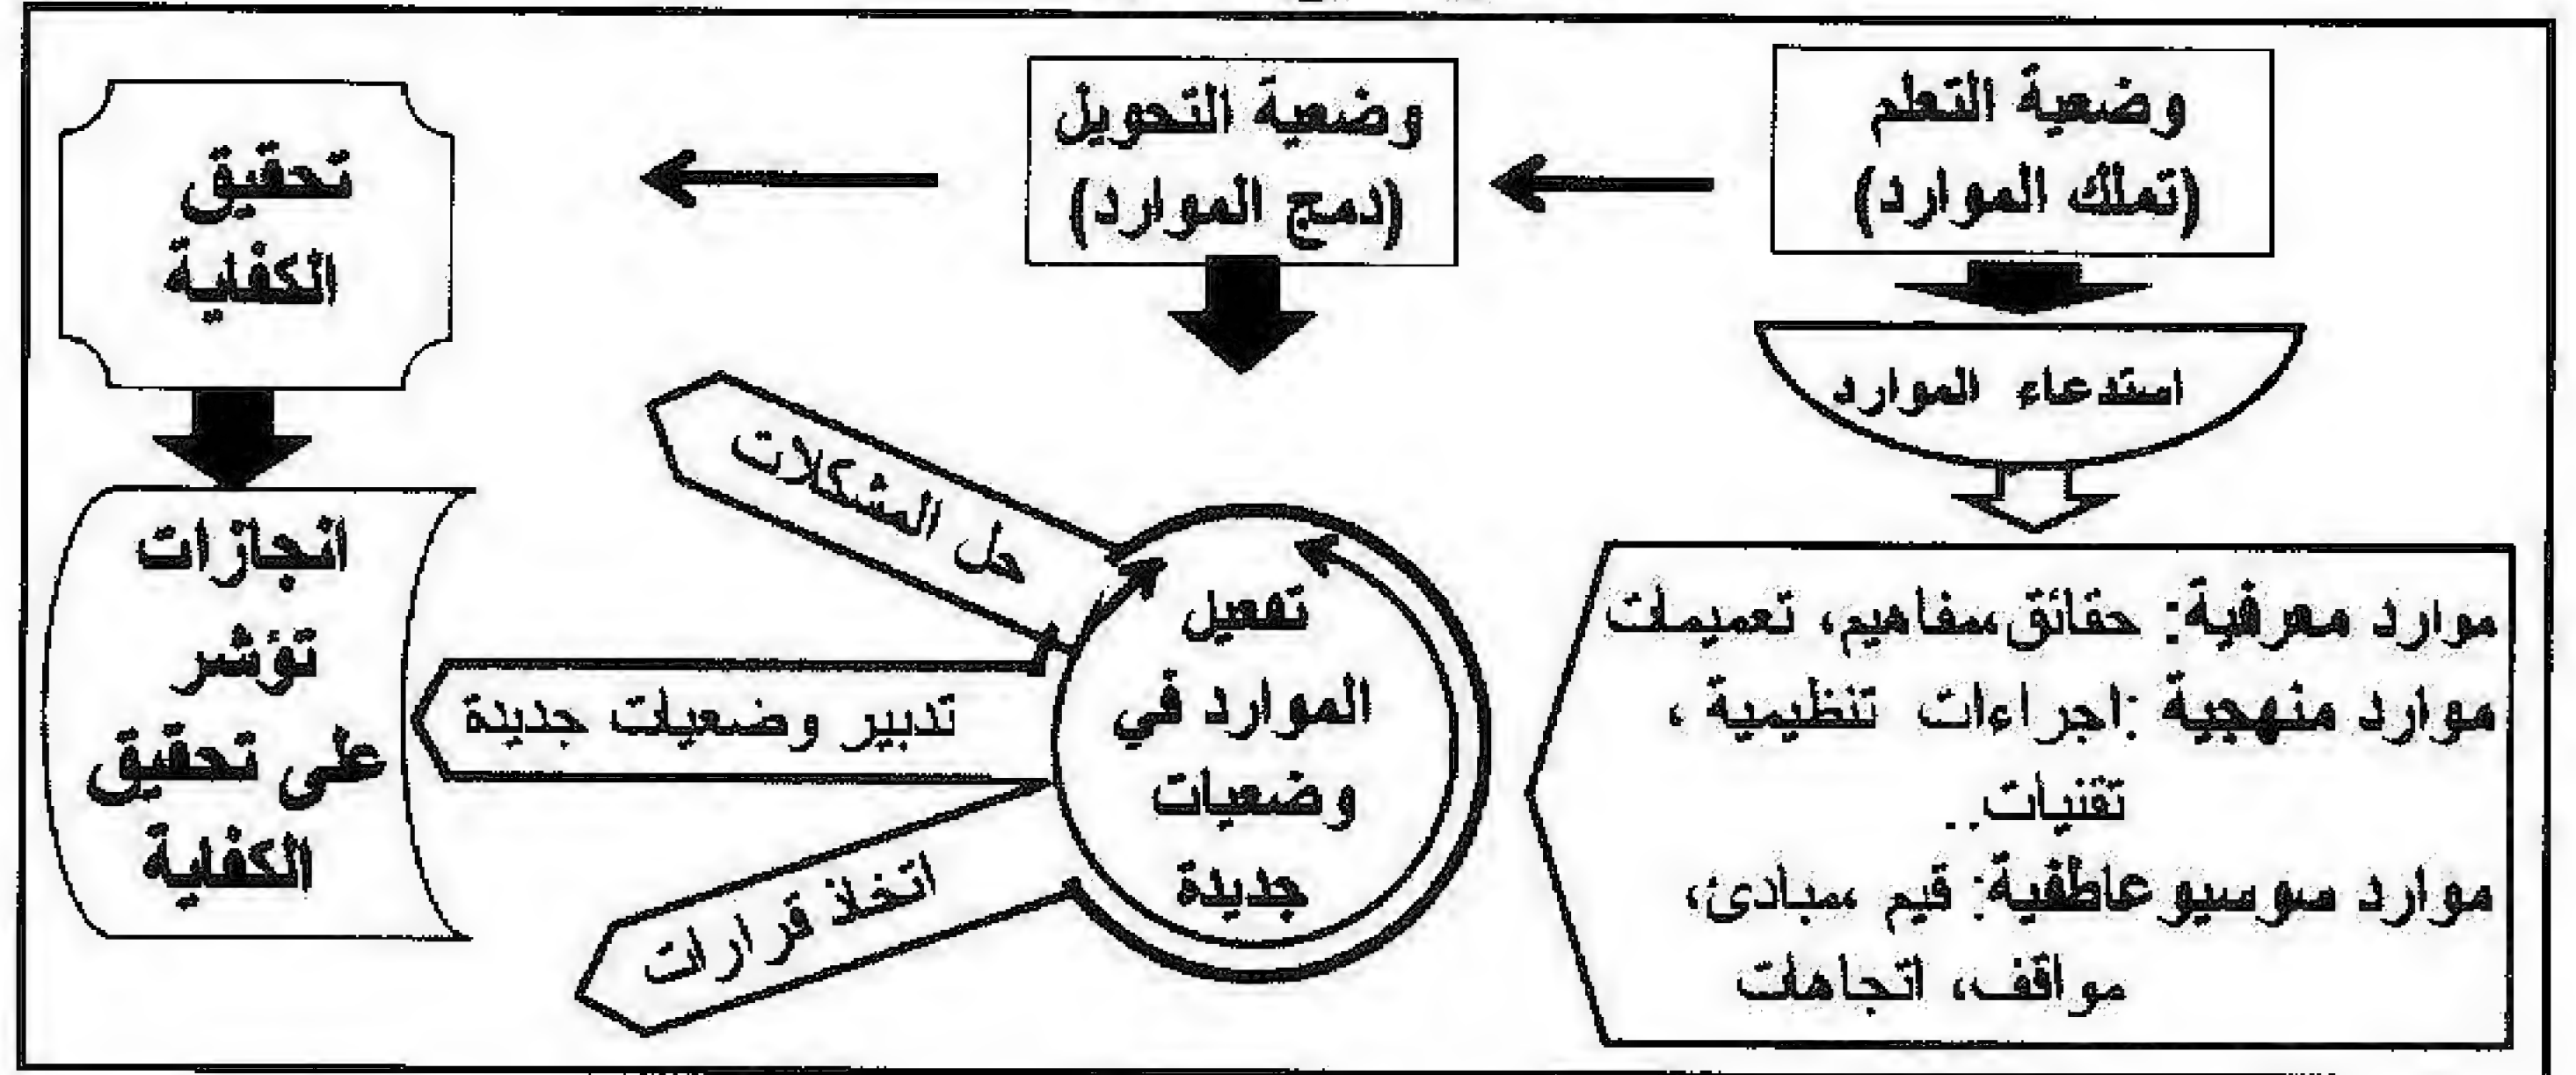 وضعية التعلم
(تملك الموارد)
استدعاء الموارد
موارد معرفية: حقائق،مفاهيم، تعميمات
موارد منهجية :اجراءات تنظيمية ،
تقنيات..
موارد سوسيو عاطفية: قيم ،مبادئ،
مواقف، اتجاهات
وضعية التحويل
(دمج الموارد)
تفعيل
الموارد في
وضعيات
جديدة
حل المشكلات
تدبير وضعيات جديدة
اتخاذ قرارات
تحقيق
الكفاية
انجازات
تؤشر
على تحقيق
الكفاية